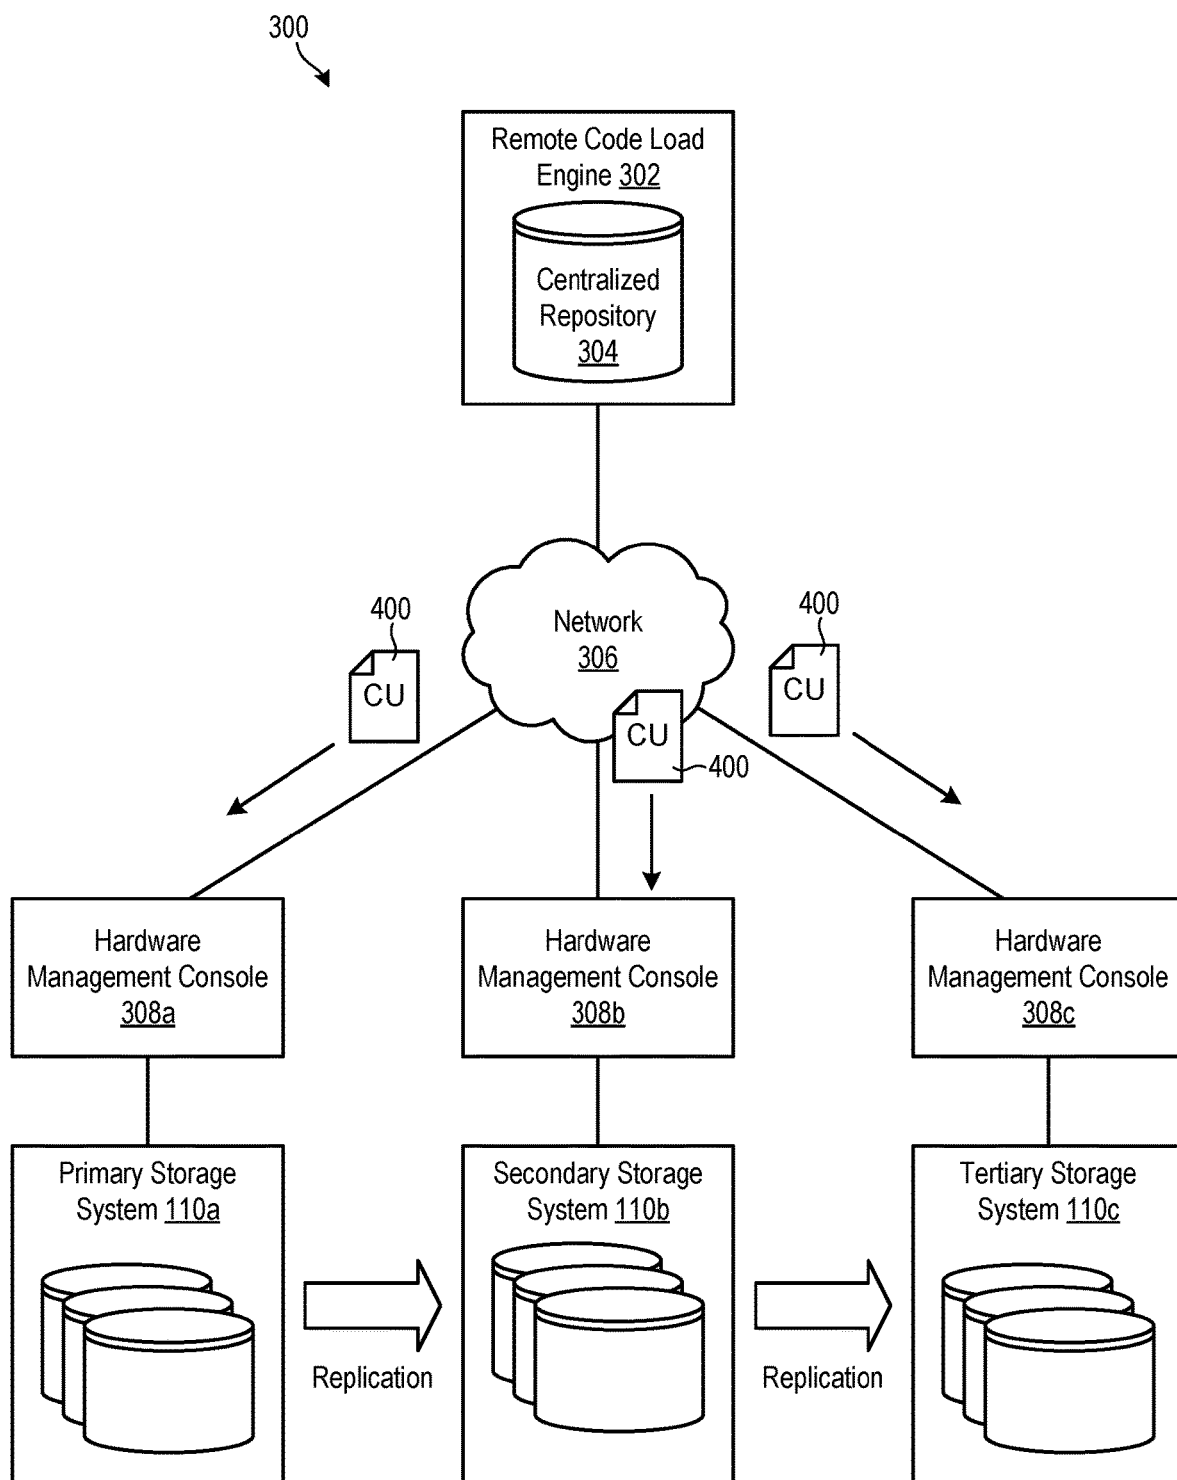 300
Remote Code Load
Engine 302
Centralized
Repository
304
Network
306
400
CU
400
CU
CU
400
Hardware
Management Console
308a
Hardware
Management Console
308b
Hardware
Management Console
308c
Primary Storage
System 110a
Secondary Storage
System 110b
Tertiary Storage
System 110c
Replication
Replication